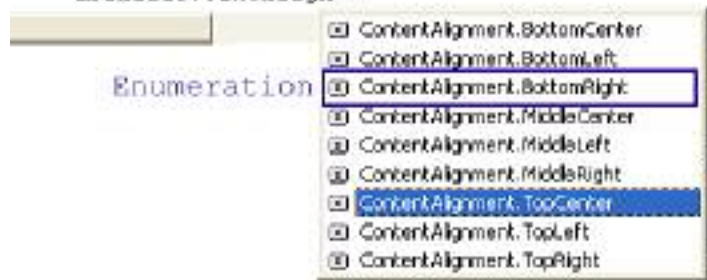 ContentAlignment.BottomCenter
ContentAlignment.BottomLeft
Enumeration
ContentAlignment.BottomRight
ContentAlignment.MiddleCenter
ContentAlignment.MiddleLeft
ContentAlignment.MiddleRight
ContentAlignment.TopCenter
ContentAlignment.TopLeft
ContentAlignment.TopRight